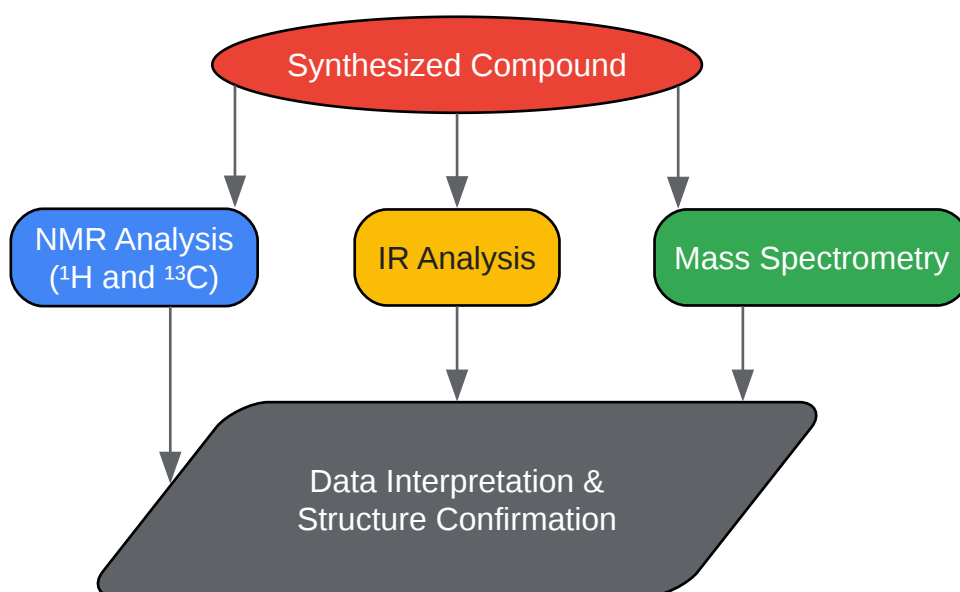 Synthesized Compound
NMR Analysis
(¹H and ¹³C)
IR Analysis
Mass Spectrometry
Data Interpretation &
Structure Confirmation